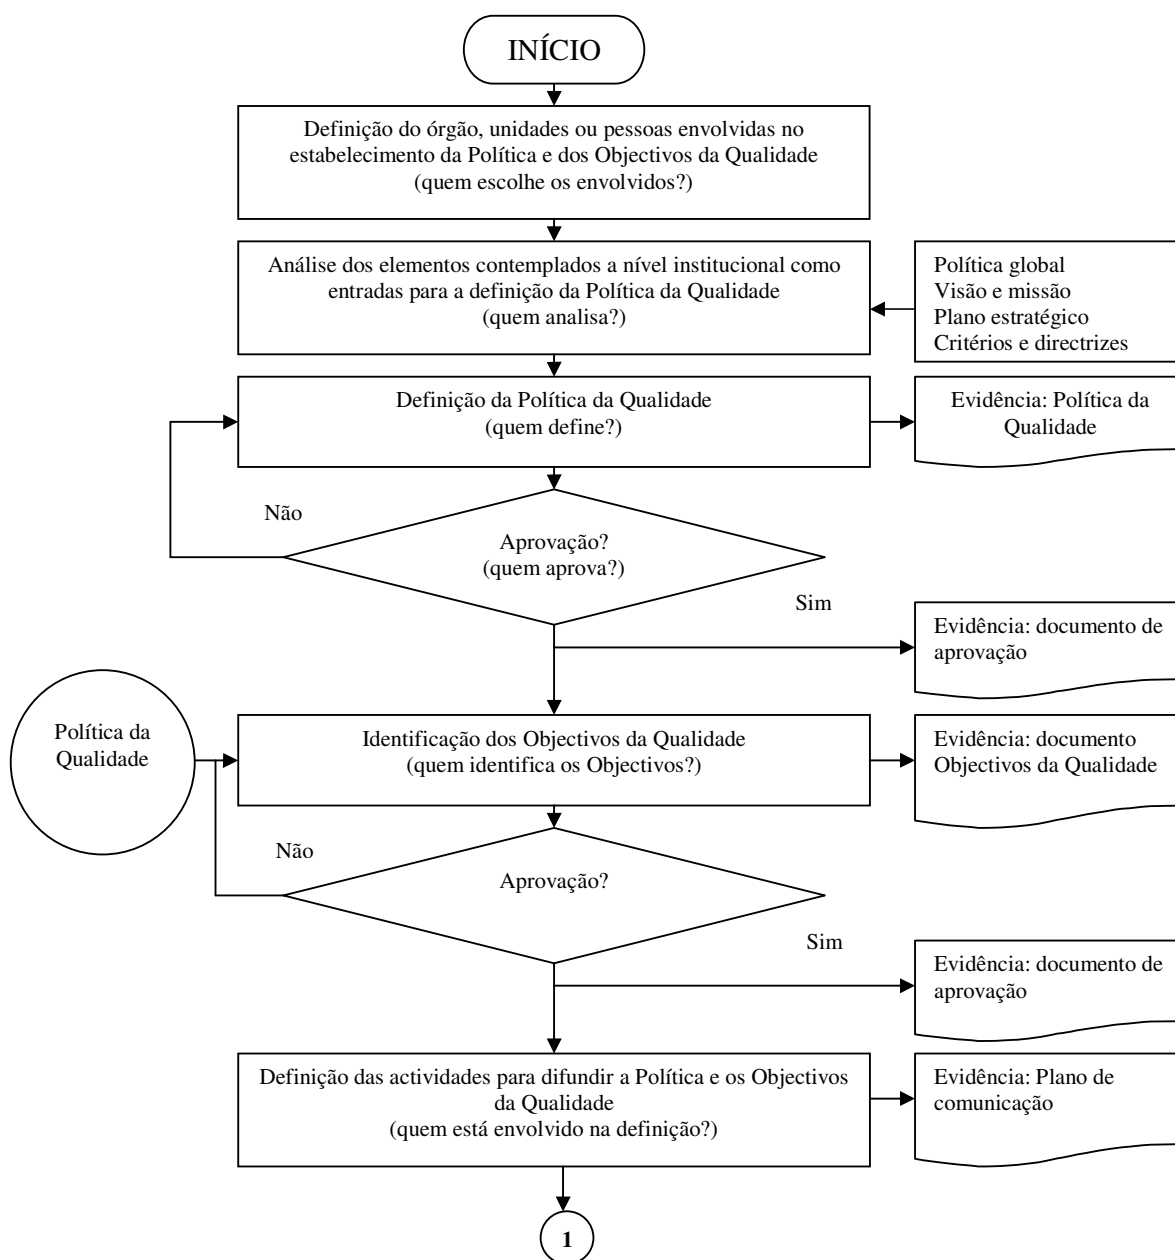 INÍCIO
Definição do órgão, unidades ou pessoas envolvidas no
estabelecimento da Política e dos Objectivos da Qualidade
(quem escolhe os envolvidos?)
Análise dos elementos contemplados a nível institucional como
entradas para a definição da Política da Qualidade
(quem analisa?)
Política global
Visão e missão
Plano estratégico
Critérios e directrizes
Definição da Política da Qualidade
(quem define?)
Evidência: Política da
Qualidade
Não
Aprovação?
(quem aprova?)
Sim
Evidência: documento de
aprovação
Política da
Qualidade
Identificação dos Objectivos da Qualidade
(quem identifica os Objectivos?)
Evidência: documento
Objectivos da Qualidade
Não
Aprovação?
Sim
Evidência: documento de
aprovação
Definição das actividades para difundir a Política e os Objectivos
da Qualidade
(quem está envolvido na definição?)
Evidência: Plano de
comunicação
1